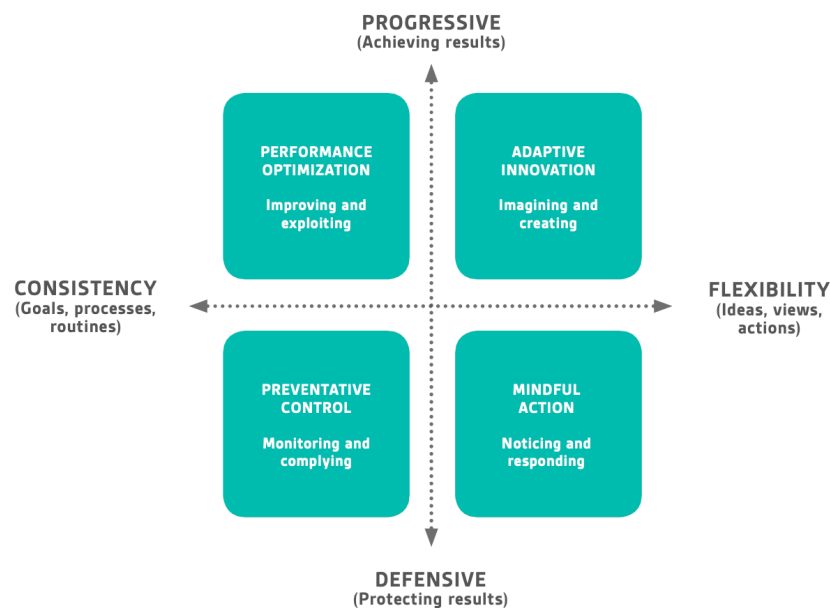 PROGRESSIVE
(Achieving results)
PERFORMANCE
OPTIMIZATION
Improving and
exploiting
ADAPTIVE
INNOVATION
Imagining and
creating
CONSISTENCY
(Goals, processes,
routines)
FLEXIBILITY
(Ideas, views,
actions)
PREVENTATIVE
CONTROL
Monitoring and
complying
MINDFUL
ACTION
Noticing and
responding
DEFENSIVE
(Protecting results)